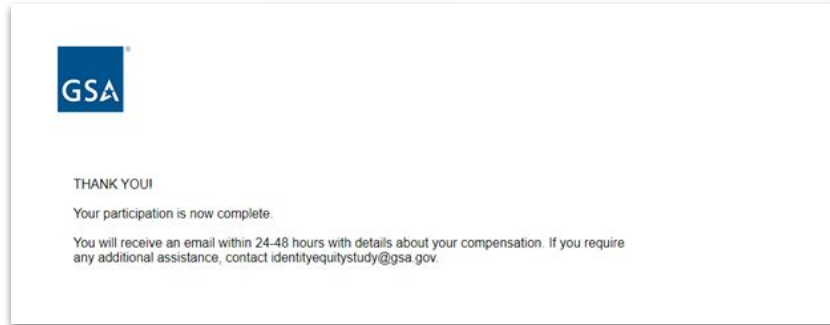 GSA
®
THANK YOU!
Your participation is now complete.
You will receive an email within 24-48 hours with details about your compensation. If you require
any additional assistance, contact identityequitystudy@gsa.gov.